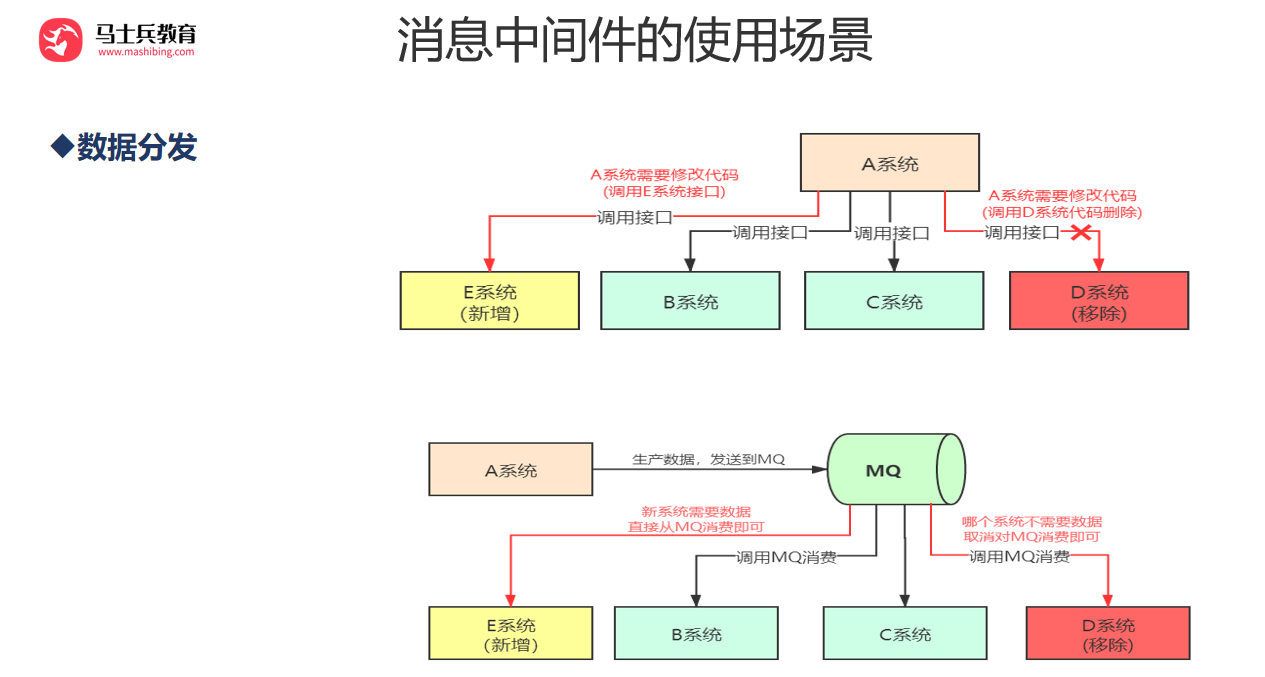 马士兵教育
www.mashibing.com
消息中间件的使用场景
◆数据分发
A系统
A系统需要修改代码
(调用E系统接口)
A系统需要修改代码
(调用D系统代码删除)
调用接口
调用接口
调用接口
调用接口
E系统
(新增)
B系统
C系统
D系统
(移除)
A系统
生产数据，发送到MQ
MQ
新系统需要数据
直接从MQ消费即可
哪个系统不需要数据
取消对MQ消费即可
调用MQ消费
调用MQ消费
E系统
(新增)
B系统
C系统
D系统
(移除)